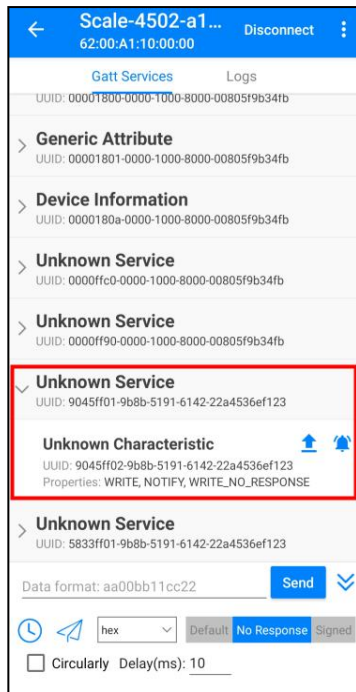 Scale-4502-a1...
62:00:A1:10:00:00
Disconnect
Gatt Services
Logs
UUID: 00001800-0000-1000-8000-00805f9b34fb
Generic Attribute
UUID: 00001801-0000-1000-8000-00805f9b34fb
Device Information
UUID: 0000180a-0000-1000-8000-00805f9b34fb
Unknown Service
UUID: 0000ffc0-0000-1000-8000-00805f9b34fb
Unknown Service
UUID: 0000ff90-0000-1000-8000-00805f9b34fb
Unknown Service
UUID: 9045ff01-9b8b-5191-6142-22a4536ef123
Unknown Characteristic
UUID: 9045ff02-9b8b-5191-6142-22a4536ef123
Properties: WRITE, NOTIFY, WRITE_NO_RESPONSE
Unknown Service
UUID: 5833ff01-9b8b-5191-6142-22a4536ef123
Data format: aa00bb11cc22
Send
hex
Default No Response Signed
Circularly Delay(ms): 10